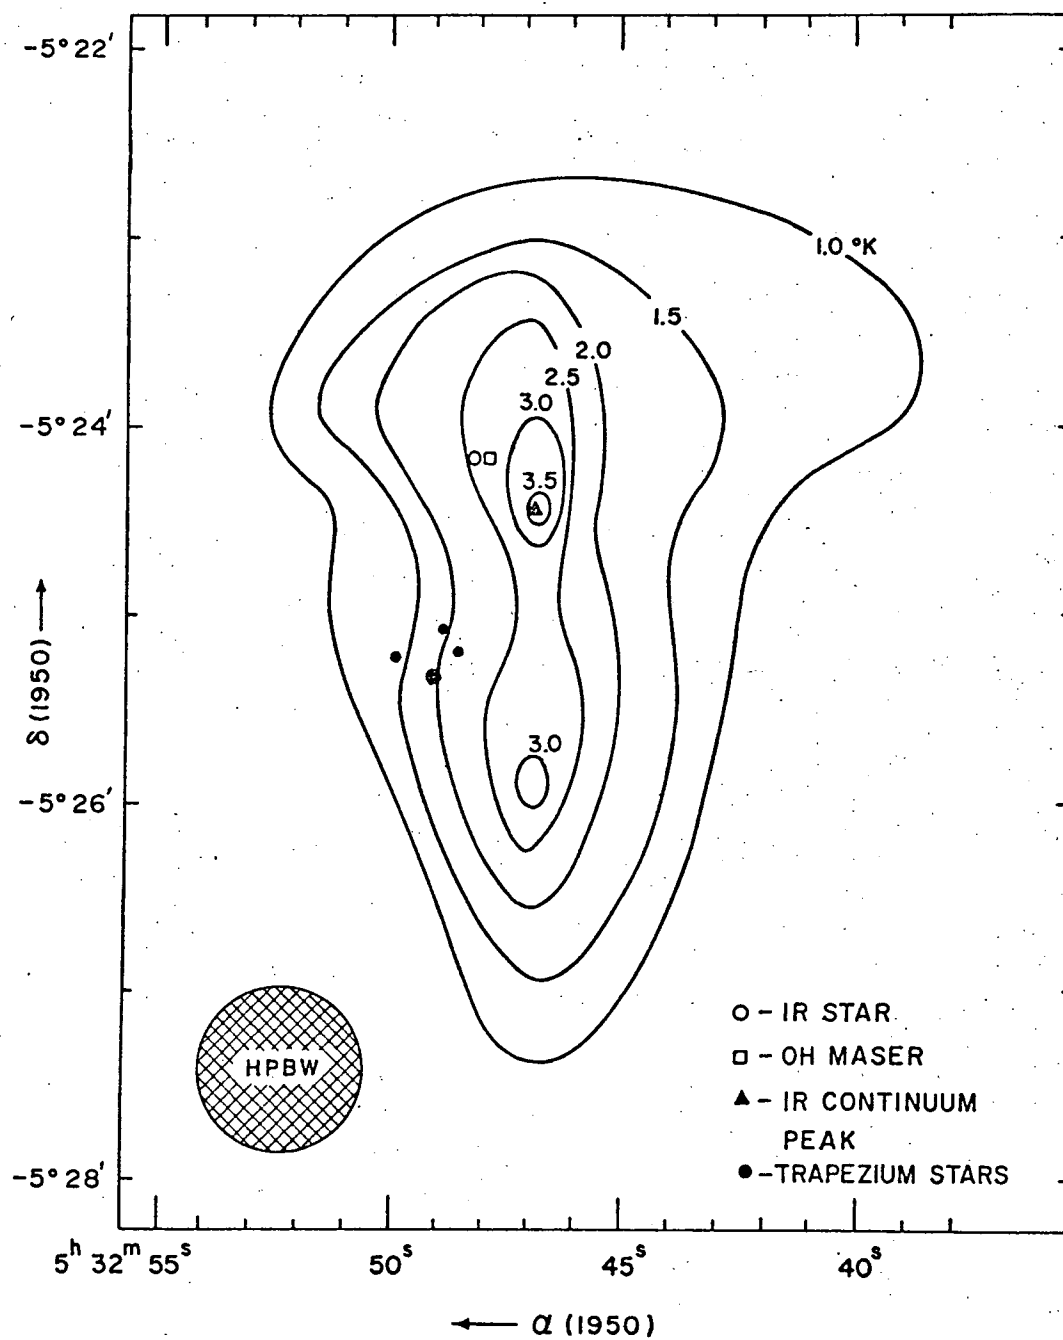 -5° 22'
1.0 °K
1.5
2.0
2.5
3.0
-5° 24'
3.5
δ (1950) →
3.0
-5° 26'
HPBW
○ - IR STAR
□ - OH MASER
▲ - IR CONTINUUM
PEAK
● -TRAPEZIUM STARS
-5° 28'
5h 32m 55s 50s 45s 40s
← α (1950)